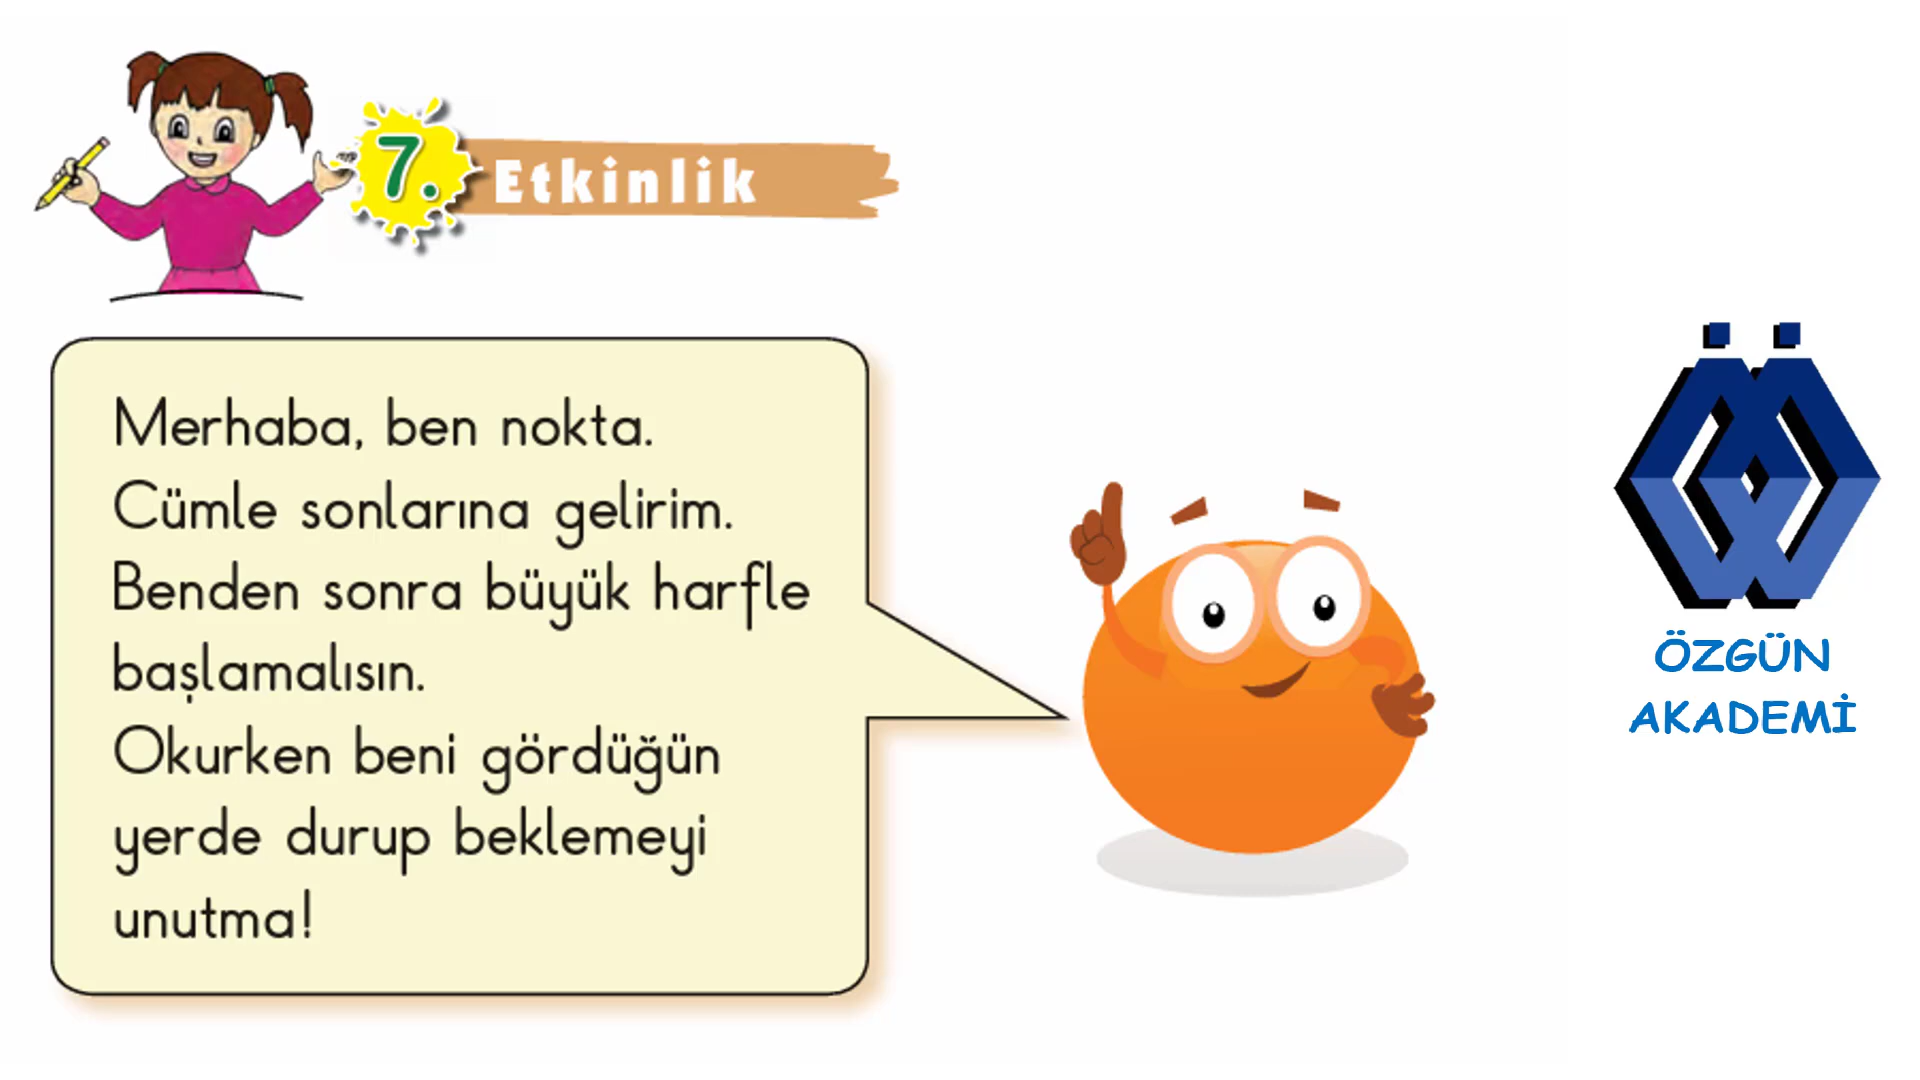 7. Etkinlik
Merhaba, ben nokta.
Cümle sonlarına gelirim.
Benden sonra büyük harfle
başlamalısın.
Okurken beni gördüğün
yerde durup beklemeyi
unutma!
ÖZGÜN
AKADEMİ